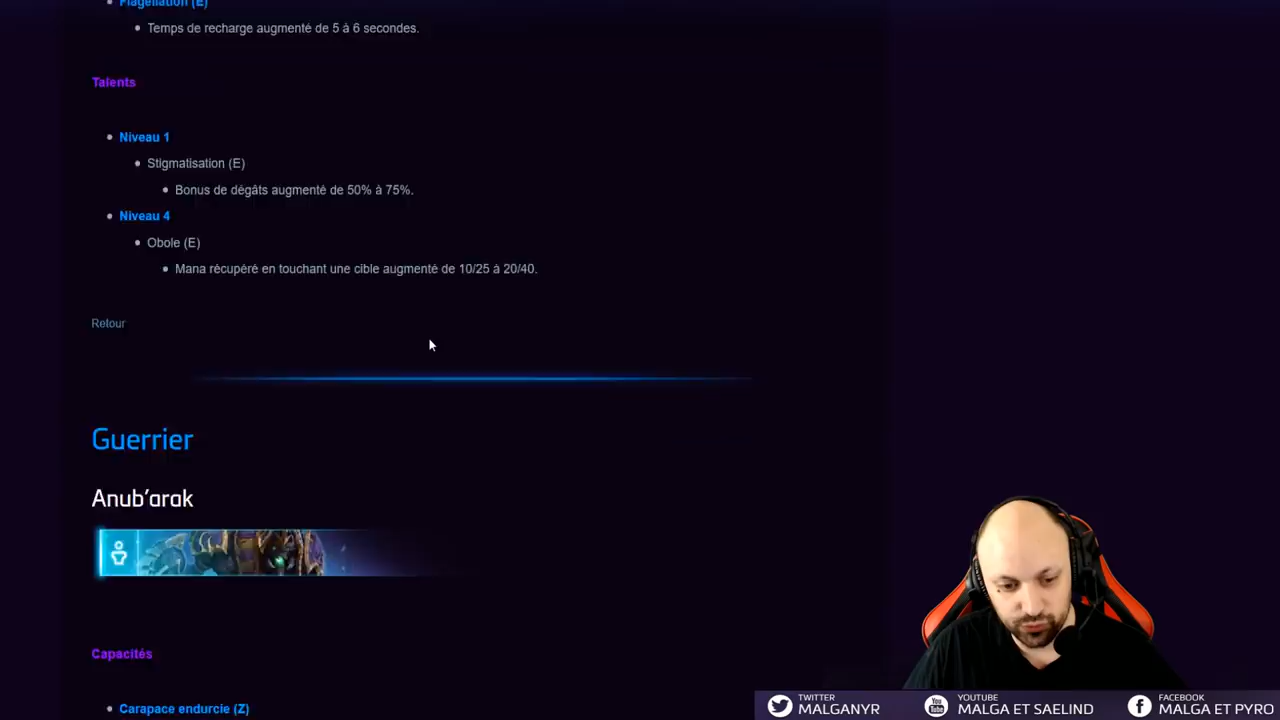 Flagellation (E)
Temps de recharge augmenté de 5 à 6 secondes.
Talents
Niveau 1
Stigmatisation (E)
Bonus de dégâts augmenté de 50% à 75%.
Niveau 4
Obole (E)
Mana récupéré en touchant une cible augmenté de 10/25 à 20/40.
Retour
Guerrier
Anub'arak
Capacités
Carapace endurcie (Z)
TWITTER
MALGANYR
YOUTUBE
MALGA ET SAELIND
FACEBOOK
MALGA ET PYRO